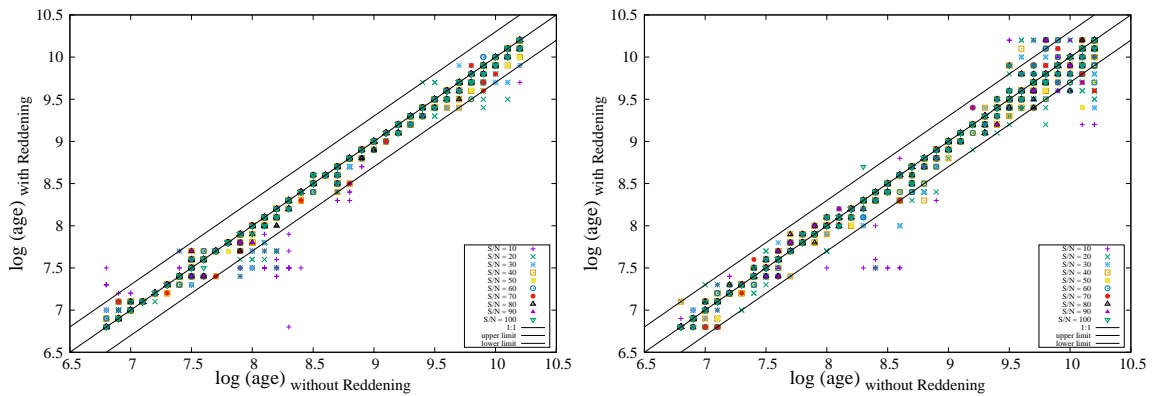 10.5
10
9.5
9
8.5
8
7.5
7
6.5
log (age) with Reddening
S/N = 10
S/N = 20
S/N = 30
S/N = 40
S/N = 50
S/N = 60
S/N = 70
S/N = 80
S/N = 90
S/N = 100
1:1
upper limit
lower limit
6.5 7 7.5 8 8.5 9 9.5 10 10.5
log (age) without Reddening
10.5
10
9.5
9
8.5
8
7.5
7
6.5
log (age) with Reddening
S/N = 10
S/N = 20
S/N = 30
S/N = 40
S/N = 50
S/N = 60
S/N = 70
S/N = 80
S/N = 90
S/N = 100
1:1
upper limit
lower limit
6.5 7 7.5 8 8.5 9 9.5 10 10.5
log (age) without Reddening